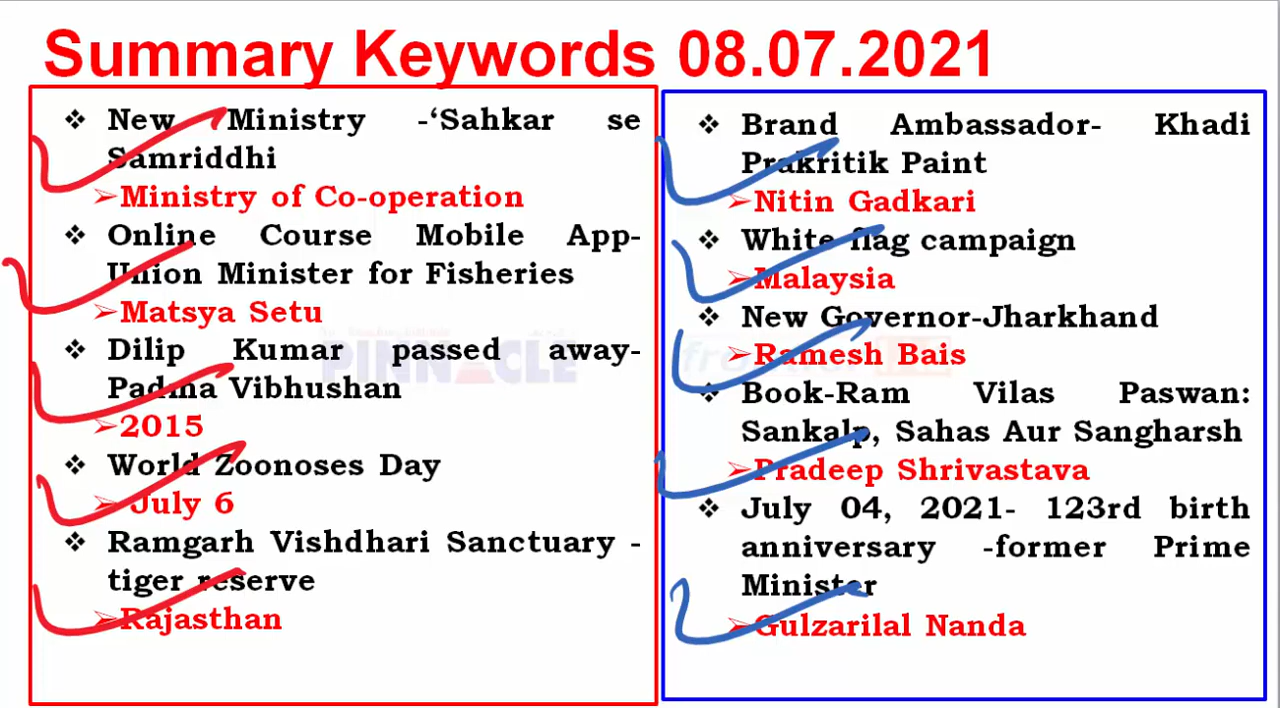 Summary Keywords 08.07.2021
❖ New Ministry -‘Sahkar se
Samriddhi
➢Ministry of Co-operation
❖ Online Course Mobile App-
Union Minister for Fisheries
➢Matsya Setu
❖ Dilip Kumar passed away-
Padma Vibhushan
➢2015
❖ World Zoonoses Day
➢ July 6
❖ Ramgarh Vishdhari Sanctuary -
tiger reserve
➢Rajasthan
❖ Brand Ambassador- Khadi
Prakritik Paint
➢Nitin Gadkari
❖ White flag campaign
➢Malaysia
❖ New Governor-Jharkhand
➢Ramesh Bais
❖ Book-Ram Vilas Paswan:
Sankalp, Sahas Aur Sangharsh
➢Pradeep Shrivastava
❖ July 04, 2021- 123rd birth
anniversary -former Prime
Minister
➢Gulzarilal Nanda
PINNACLE